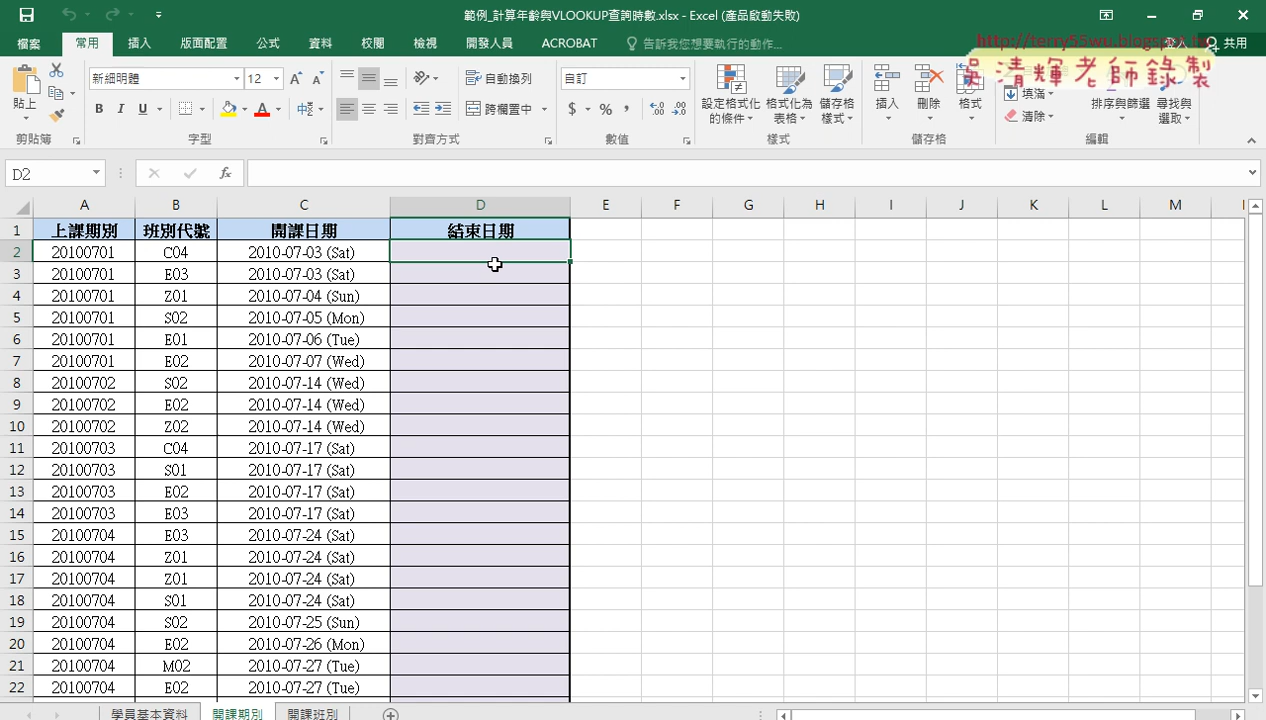 範例_計算年齡與VLOOKUP查詢時數.xlsx - Excel (產品啟動失敗)
檔案 常用 插入 版面配置 公式 資料 校閱 檢視 開發人員 ACROBAT 告訴我您想要執行的動作... 登入 共用
http://terry55wu.blogspot.tw
吳清輝老師錄製
新細明體 12 自動換列 自訂
貼上 B I U A 跨欄置中 $ % , 設定格式化的條件 格式化為表格 儲存格樣式 插入 刪除 格式 填滿 清除 排序與篩選 尋找與選取
剪貼簿 字型 對齊方式 數值 樣式 儲存格 編輯
D2 fx
A B C D E F G H I J K L M
1 上課期別 班別代號 開課日期 結束日期
2 20100701 C04 2010-07-03 (Sat)
3 20100701 E03 2010-07-03 (Sat)
4 20100701 Z01 2010-07-04 (Sun)
5 20100701 S02 2010-07-05 (Mon)
6 20100701 E01 2010-07-06 (Tue)
7 20100701 E02 2010-07-07 (Wed)
8 20100702 S02 2010-07-14 (Wed)
9 20100702 E02 2010-07-14 (Wed)
10 20100702 Z02 2010-07-14 (Wed)
11 20100703 C04 2010-07-17 (Sat)
12 20100703 S01 2010-07-17 (Sat)
13 20100703 E02 2010-07-17 (Sat)
14 20100703 E03 2010-07-17 (Sat)
15 20100704 E03 2010-07-24 (Sat)
16 20100704 Z01 2010-07-24 (Sat)
17 20100704 Z01 2010-07-24 (Sat)
18 20100704 S01 2010-07-24 (Sat)
19 20100704 S02 2010-07-25 (Sun)
20 20100704 E02 2010-07-26 (Mon)
21 20100704 M02 2010-07-27 (Tue)
22 20100704 E02 2010-07-27 (Tue)
學員基本資料 開課期別 開課班別